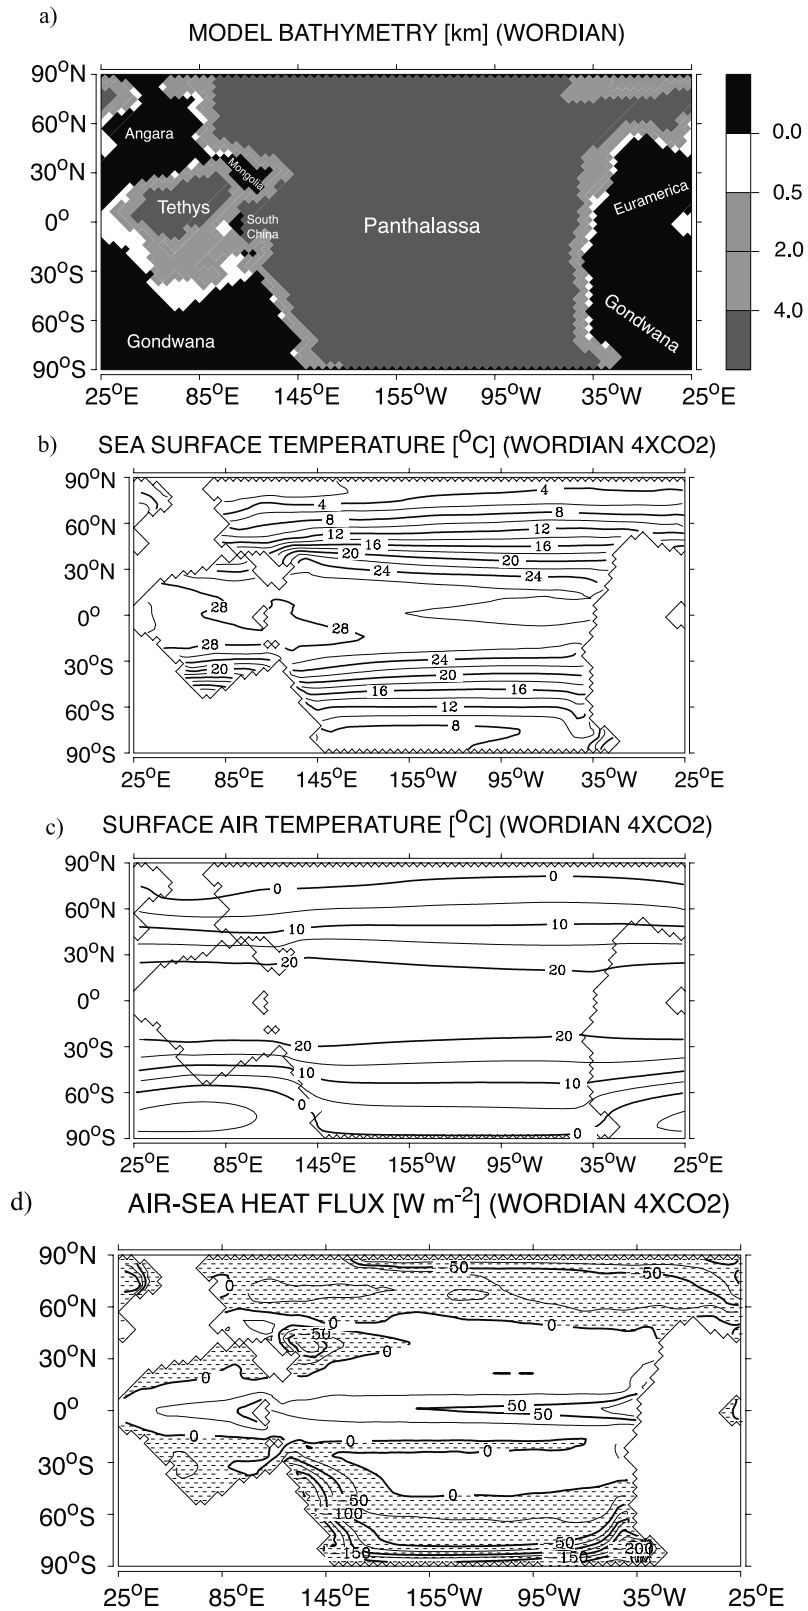 a)
MODEL BATHYMETRY [km] (WORDIAN)
90°N
60°N
30°N
0°
30°S
60°S
90°S
Angara
Mongolia
Tethys
South
China
Panthalassa
Euramerica
Gondwana
Gondwana
0.0
0.5
2.0
4.0
25°E 85°E 145°E 155°W 95°W 35°W 25°E
b)
SEA SURFACE TEMPERATURE [°C] (WORDIAN 4XCO2)
90°N
60°N
30°N
0°
30°S
60°S
90°S
4 4
8 8
12 12
16 16
20 20
24 24
28
28
28
20
24
20
16 16
12
8
25°E 85°E 145°E 155°W 95°W 35°W 25°E
c)
SURFACE AIR TEMPERATURE [°C] (WORDIAN 4XCO2)
90°N
60°N
30°N
0°
30°S
60°S
90°S
0 0
10 10
20 20
20 20
10 10
0
0
25°E 85°E 145°E 155°W 95°W 35°W 25°E
d)
AIR-SEA HEAT FLUX [W m-2] (WORDIAN 4XCO2)
90°N
60°N
30°N
0°
30°S
60°S
90°S
-50 -50
0
0 0
-50
0
0
50
50
0 0
0
-50
0
-100
-150
-50
-150
-200
25°E 85°E 145°E 155°W 95°W 35°W 25°E